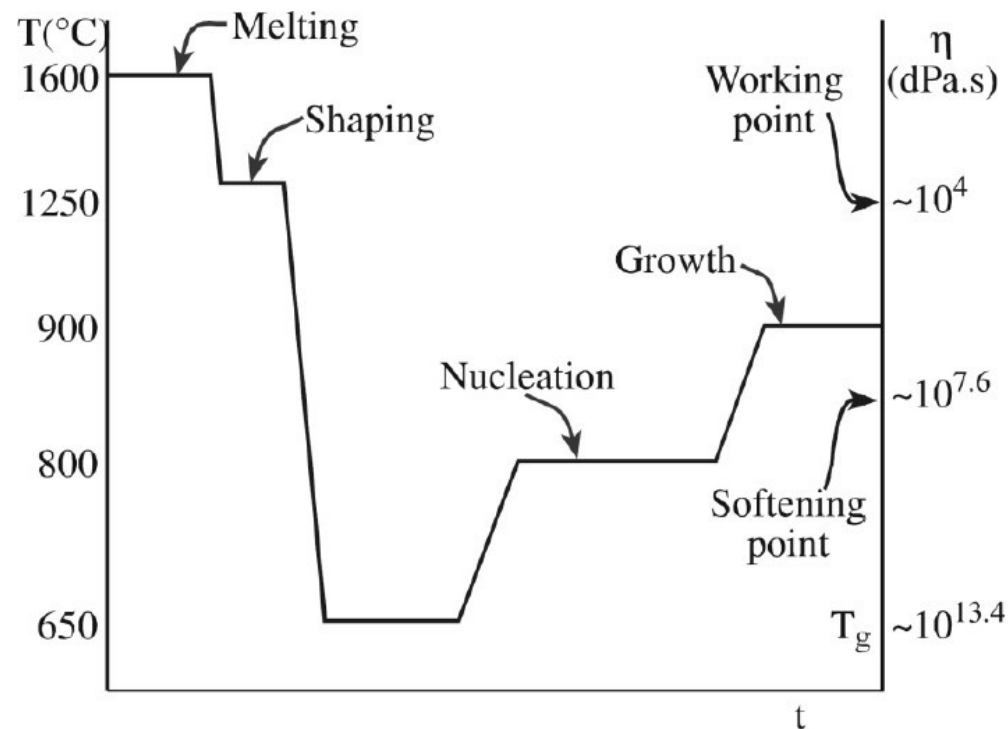 T(°C)
1600
1250
900
800
650
Melting
Shaping
Nucleation
Growth
Working
point
Softening
point
T_g
η
(dPa.s)
~10^4
~10^7.6
~10^13.4
t